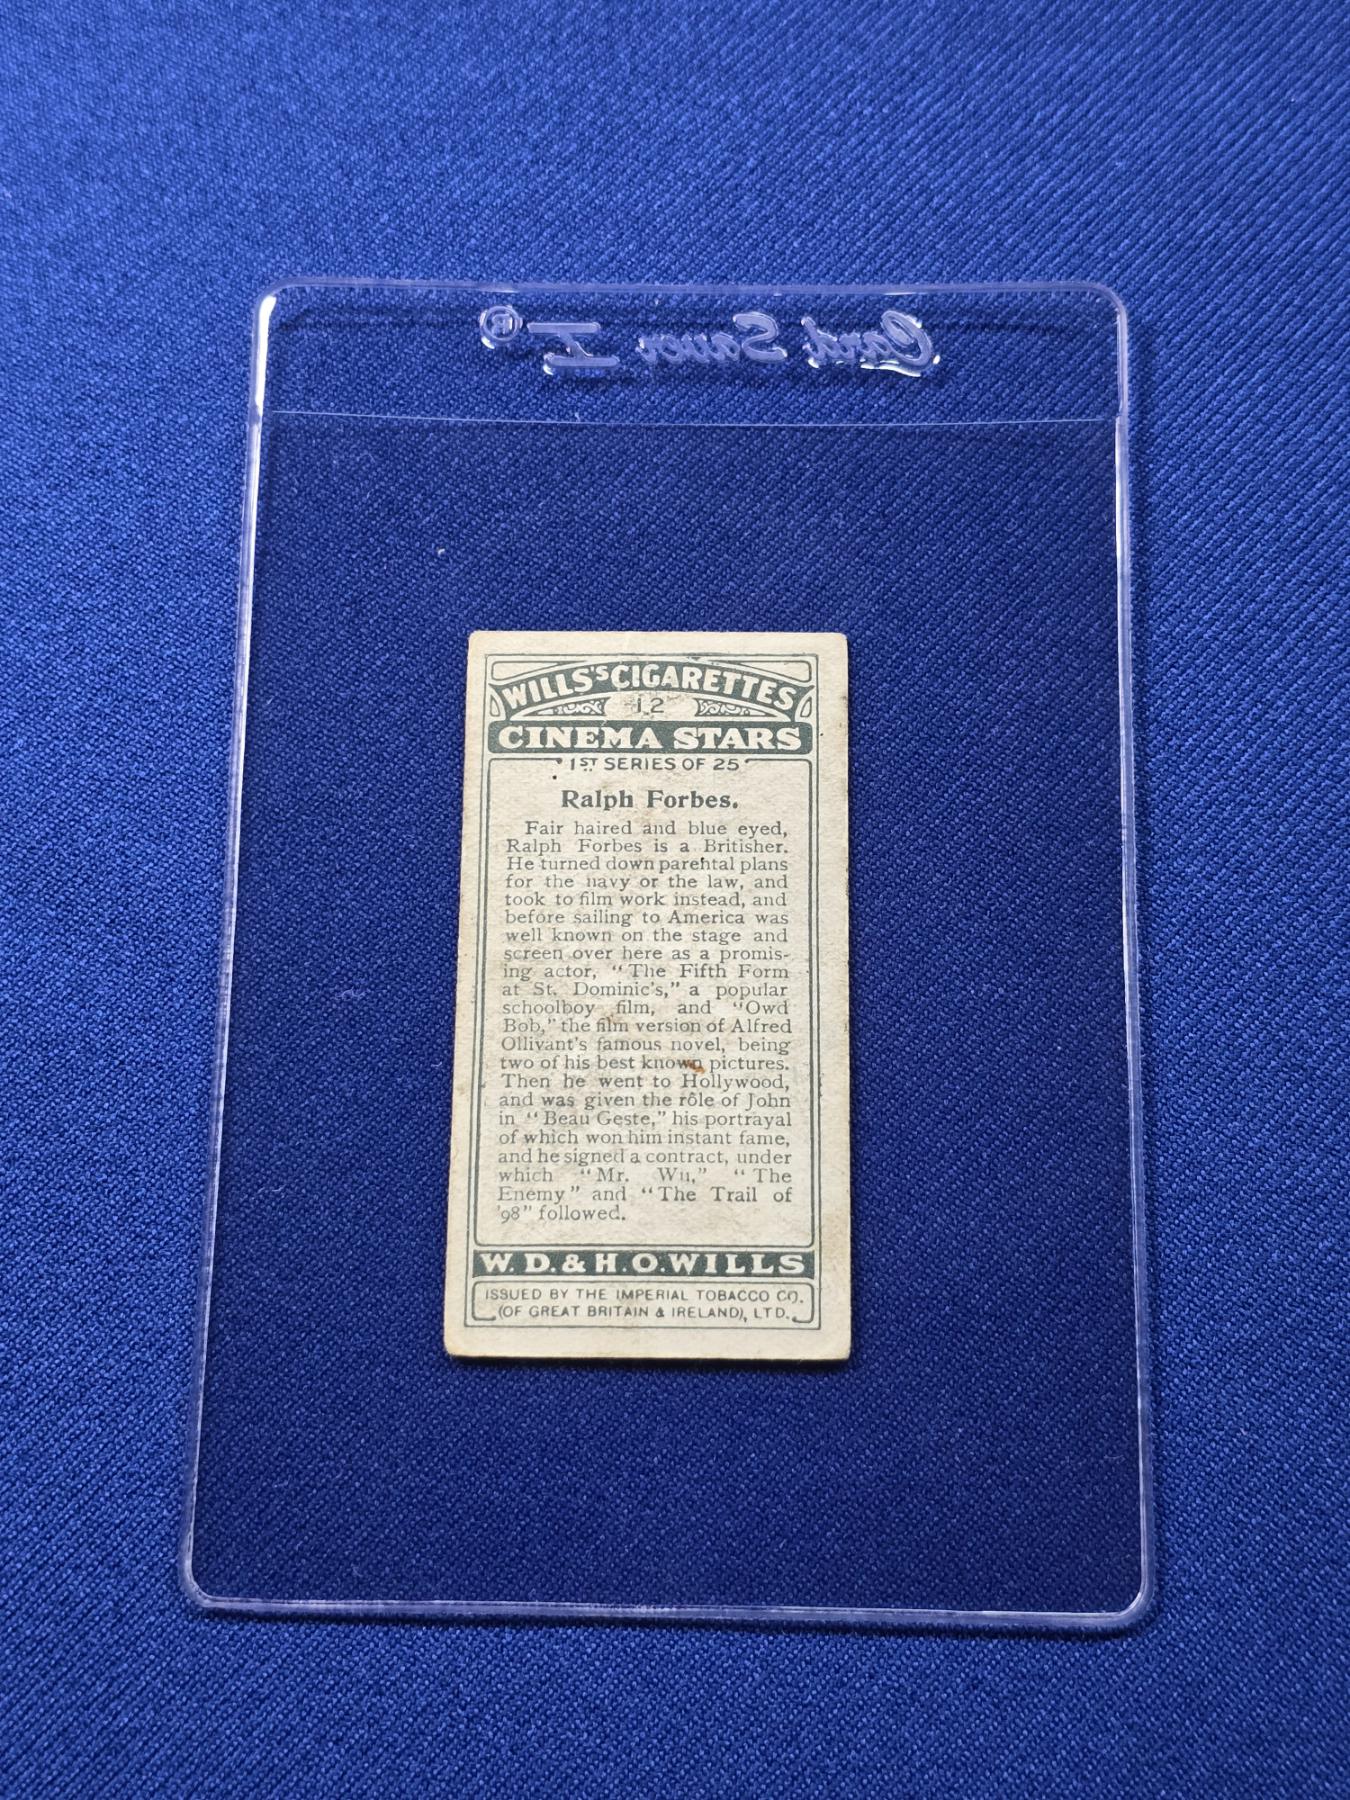 Card Saver I®
WILLS'S CIGARETTES
12
CINEMA STARS
1ST SERIES OF 25
Ralph Forbes.
Fair haired and blue eyed,
Ralph Forbes is a Britisher.
He turned down parental plans
for the navy or the law, and
took to film work instead, and
before sailing to America was
well known on the stage and
screen over here as a promis-
ing actor, "The Fifth Form
at St. Dominic's," a popular
schoolboy film, and "Owd
Bob," the film version of Alfred
Ollivant's famous novel, being
two of his best known pictures.
Then he went to Hollywood,
and was given the rôle of John
in "Beau Geste," his portrayal
of which won him instant fame,
and he signed a contract, under
which "Mr. Wu," "The
Enemy" and "The Trail of
'98" followed.
W.D. & H.O. WILLS
ISSUED BY THE IMPERIAL TOBACCO CO.
(OF GREAT BRITAIN & IRELAND), LTD.